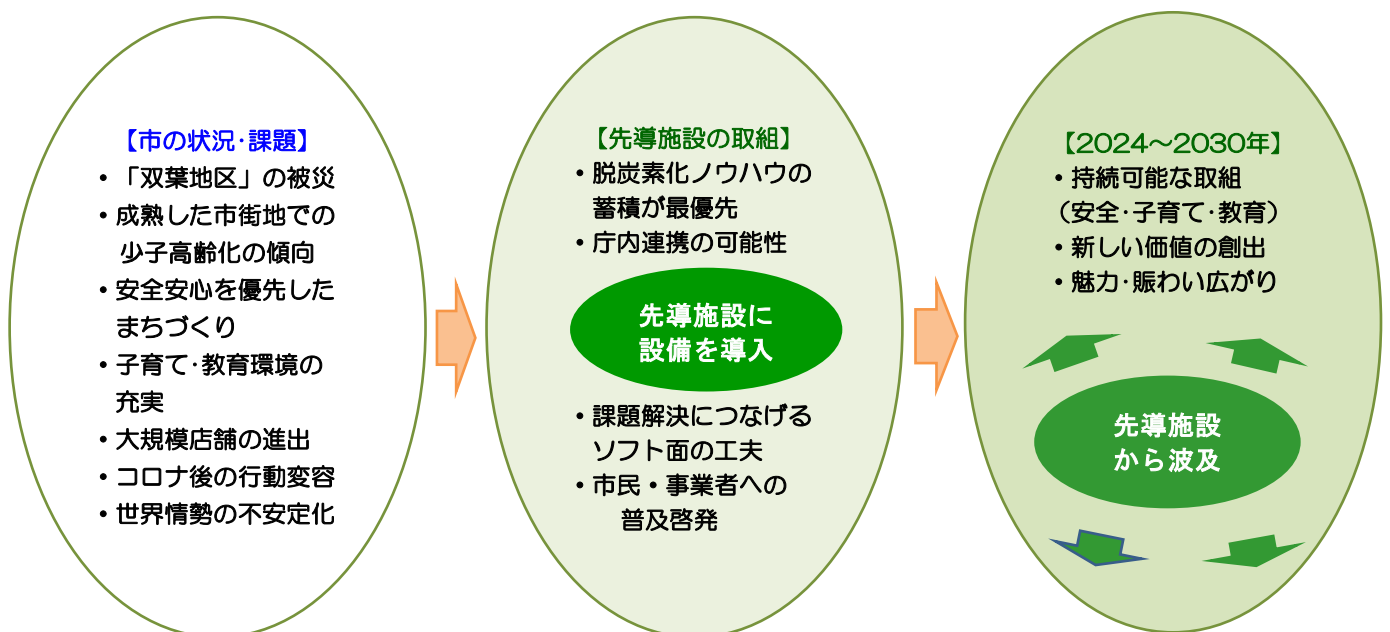 【市の状況・課題】
・「双葉地区」の被災
・成熟した市街地での
少子高齢化の傾向
・安全安心を優先した
まちづくり
・子育て・教育環境の
充実
・大規模店舗の進出
・コロナ後の行動変容
・世界情勢の不安定化
【先導施設の取組】
・脱炭素化ノウハウの
蓄積が最優先
・庁内連携の可能性
先導施設に
設備を導入
・課題解決につなげる
ソフト面の工夫
・市民・事業者への
普及啓発
【2024～2030年】
・持続可能な取組
（安全・子育て・教育）
・新しい価値の創出
・魅力・賑わい広がり
先導施設
から波及